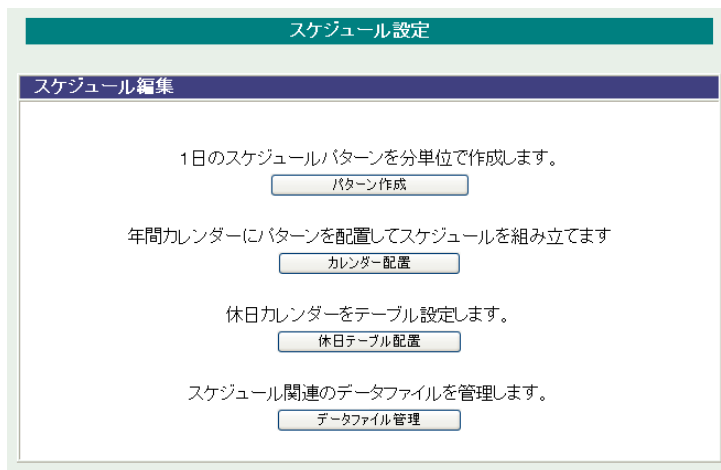 スケジュール設定
スケジュール編集
1日のスケジュールパターンを分単位で作成します。
パターン作成
年間カレンダーにパターンを配置してスケジュールを組み立てます
カレンダー配置
休日カレンダーをテーブル設定します。
休日テーブル配置
スケジュール関連のデータファイルを管理します。
データファイル管理